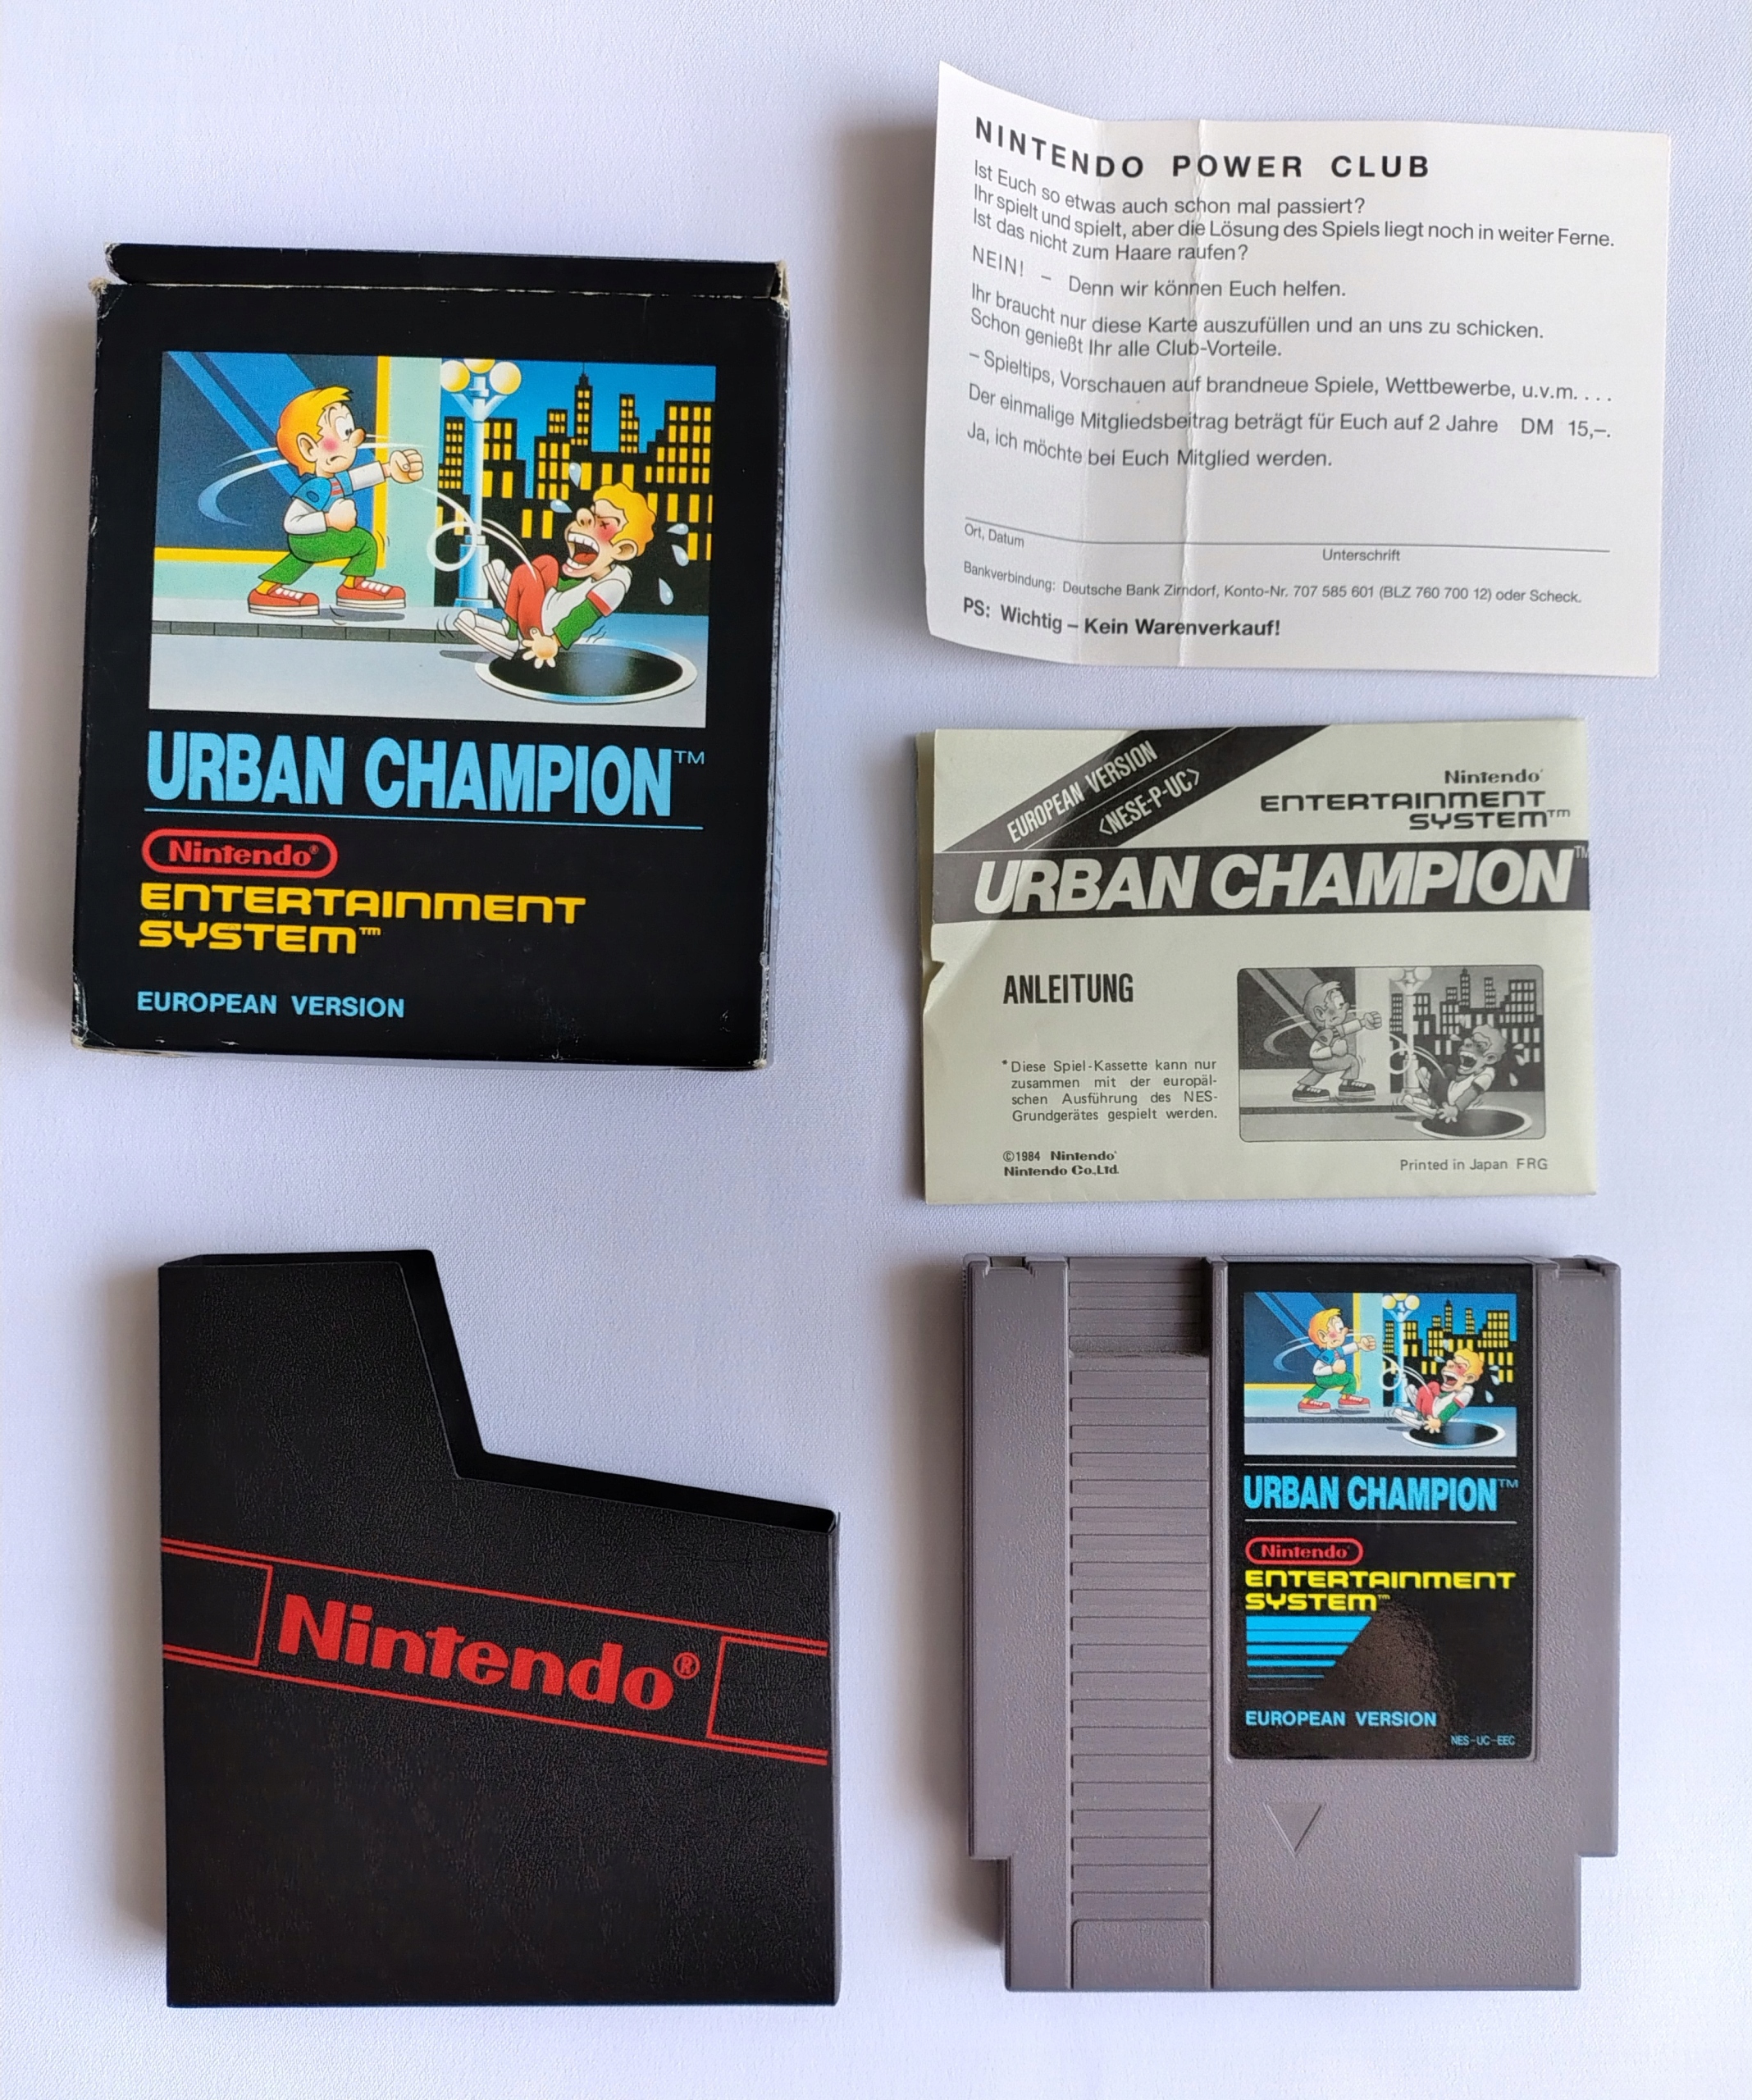 URBAN CHAMPION™
Nintendo®
ENTERTAINMENT
SYSTEM™
EUROPEAN VERSION
NINTENDO POWER CLUB
Ist Euch so etwas auch schon mal passiert?
Ihr spielt und spielt, aber die Lösung des Spiels liegt noch in weiter Ferne.
Ist das nicht zum Haare raufen?
NEIN! – Denn wir können Euch helfen.
Ihr braucht nur diese Karte auszufüllen und an uns zu schicken.
Schon genießt Ihr alle Club-Vorteile.
– Spieltips, Vorschauen auf brandneue Spiele, Wettbewerbe, u.v.m. . . .
Der einmalige Mitgliedsbeitrag beträgt für Euch auf 2 Jahre DM 15,–.
Ja, ich möchte bei Euch Mitglied werden.
Ort, Datum Unterschrift
Bankverbindung: Deutsche Bank Zirndorf, Konto-Nr. 707 585 601 (BLZ 760 700 12) oder Scheck.
PS: Wichtig – Kein Warenverkauf!
EUROPEAN VERSION
<NESE-P-UC>
Nintendo®
ENTERTAINMENT
SYSTEM™
URBAN CHAMPION™
ANLEITUNG
*Diese Spiel-Kassette kann nur
zusammen mit der europäi-
schen Ausführung des NES-
Grundgerätes gespielt werden.
©1984 Nintendo®
Nintendo Co.,Ltd.
Printed in Japan FRG
Nintendo®
URBAN CHAMPION™
Nintendo®
ENTERTAINMENT
SYSTEM™
EUROPEAN VERSION
NES-UC-EEC